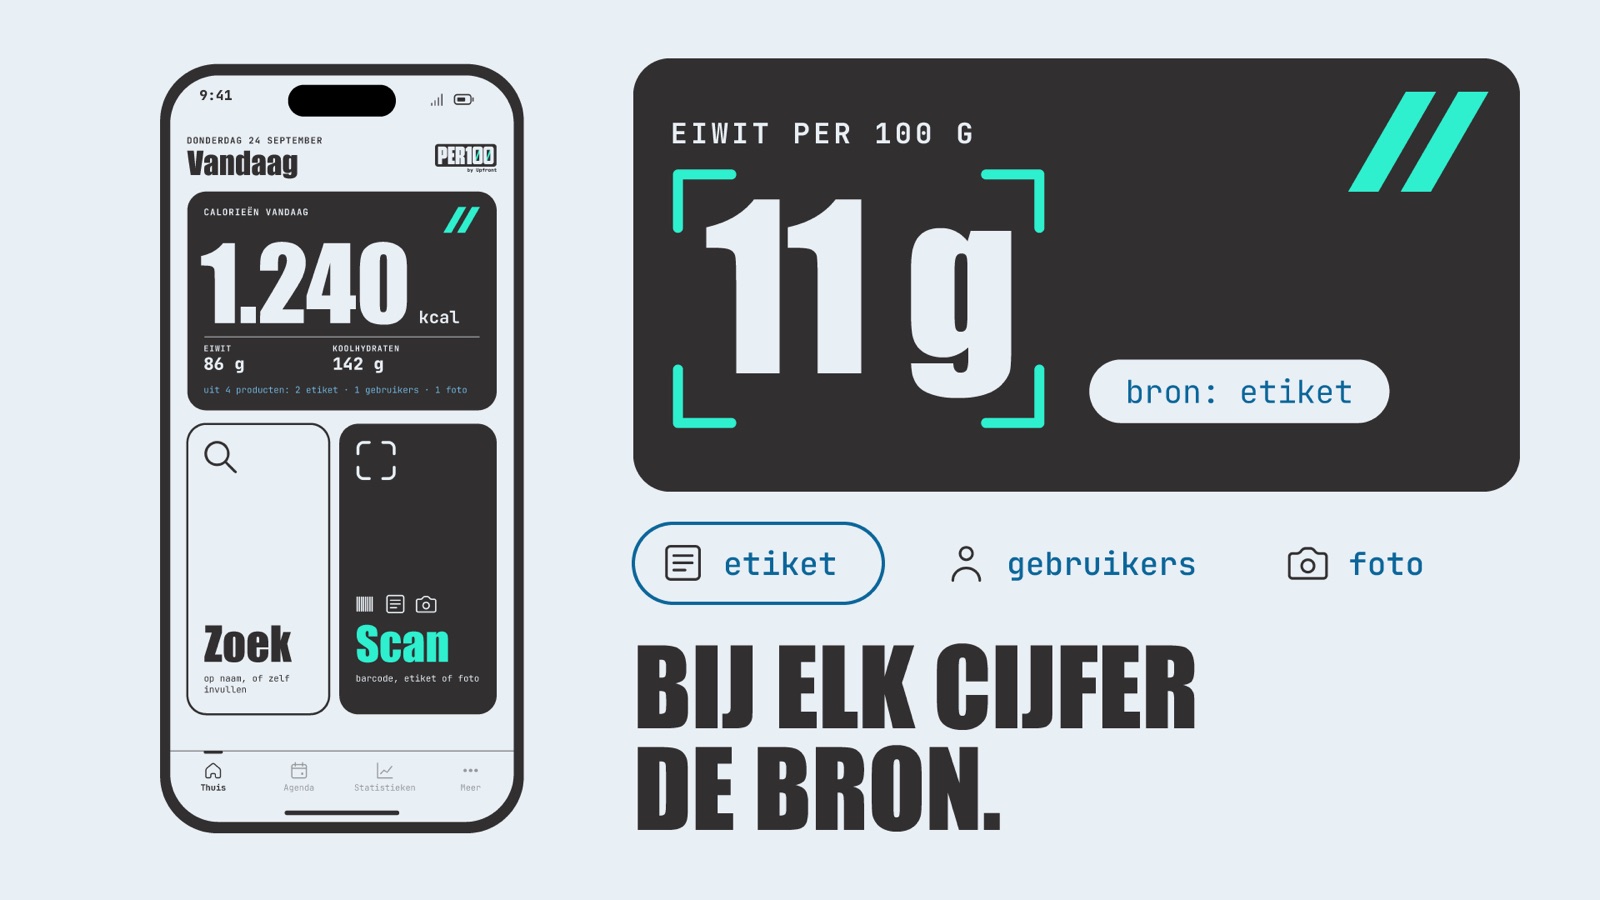 9:41
DONDERDAG 24 SEPTEMBER
Vandaag
PER100
by Upfront
CALORIEËN VANDAAG
1.240 kcal
EIWIT
86 g
KOOLHYDRATEN
142 g
uit 4 producten: 2 etiket · 1 gebruikers · 1 foto
Zoek
op naam, of zelf
invullen
Scan
barcode, etiket of foto
Thuis
Agenda
Statistieken
Meer
EIWIT PER 100 G
11 g
bron: etiket
etiket
gebruikers
foto
BIJ ELK CIJFER
DE BRON.